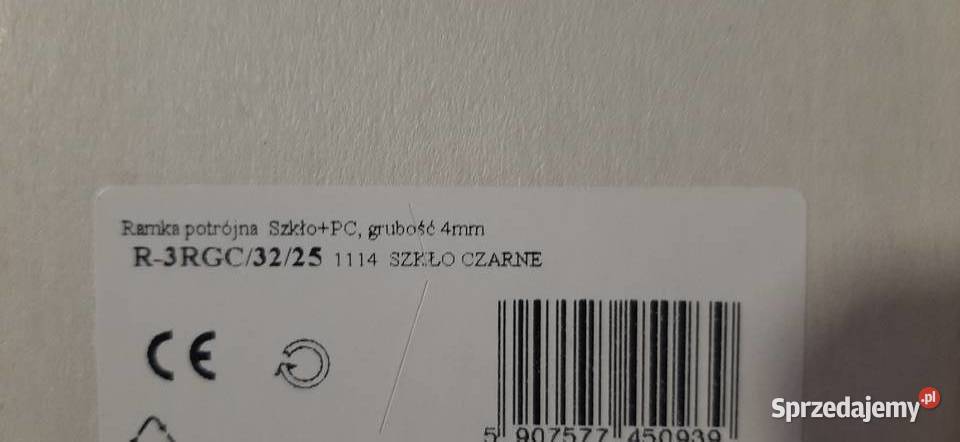 Ramka potrójna Szkło+PC, grubość 4mm
R-3RGC/32/25 1114 SZKŁO CZARNE
CE
5 907577 450939
Sprzedajemy.pl